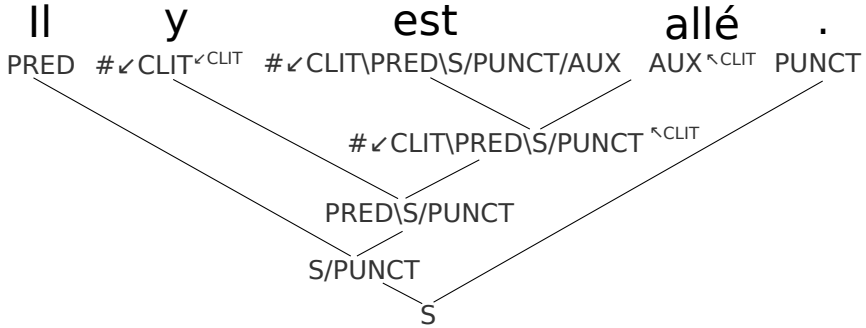 Il y est allé .
PRED #↙CLIT↙CLIT #↙CLIT\PRED\S/PUNCT/AUX AUX↖CLIT PUNCT
#↙CLIT\PRED\S/PUNCT↖CLIT
PRED\S/PUNCT
S/PUNCT
S